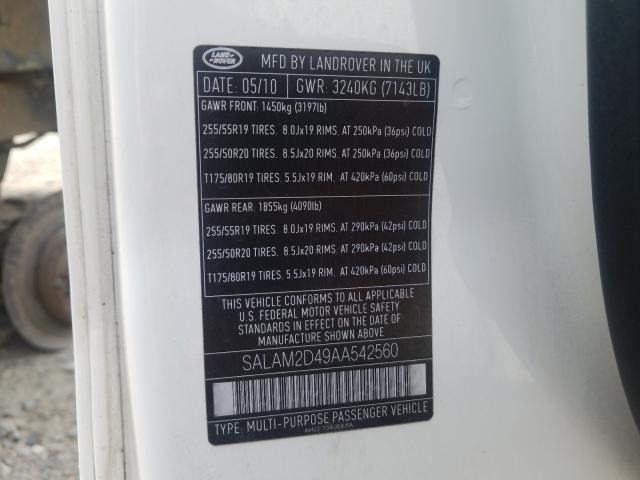 LAND ROVER
MFD BY LANDROVER IN THE UK
DATE: 05/10 GWR: 3240KG (7143LB)
GAWR FRONT: 1450kg (3197lb)
255/55R19 TIRES. 8.0Jx19 RIMS. AT 250kPa (36psi) COLD
255/50R20 TIRES. 8.5Jx20 RIMS. AT 250kPa (36psi) COLD
T175/80R19 TIRES. 5.5Jx19 RIM. AT 420kPa (60psi) COLD
GAWR REAR: 1855kg (4090lb)
255/55R19 TIRES. 8.0Jx19 RIMS. AT 290kPa (42psi) COLD
255/50R20 TIRES. 8.5Jx20 RIMS. AT 290kPa (42psi) COLD
T175/80R19 TIRES. 5.5Jx19 RIM. AT 420kPa (60psi) COLD
THIS VEHICLE CONFORMS TO ALL APPLICABLE
U.S. FEDERAL MOTOR VEHICLE SAFETY
STANDARDS IN EFFECT ON THE DATE OF
MANUFACTURE SHOWN ABOVE
SALAM2D49AA542560
TYPE: MULTI-PURPOSE PASSENGER VEHICLE